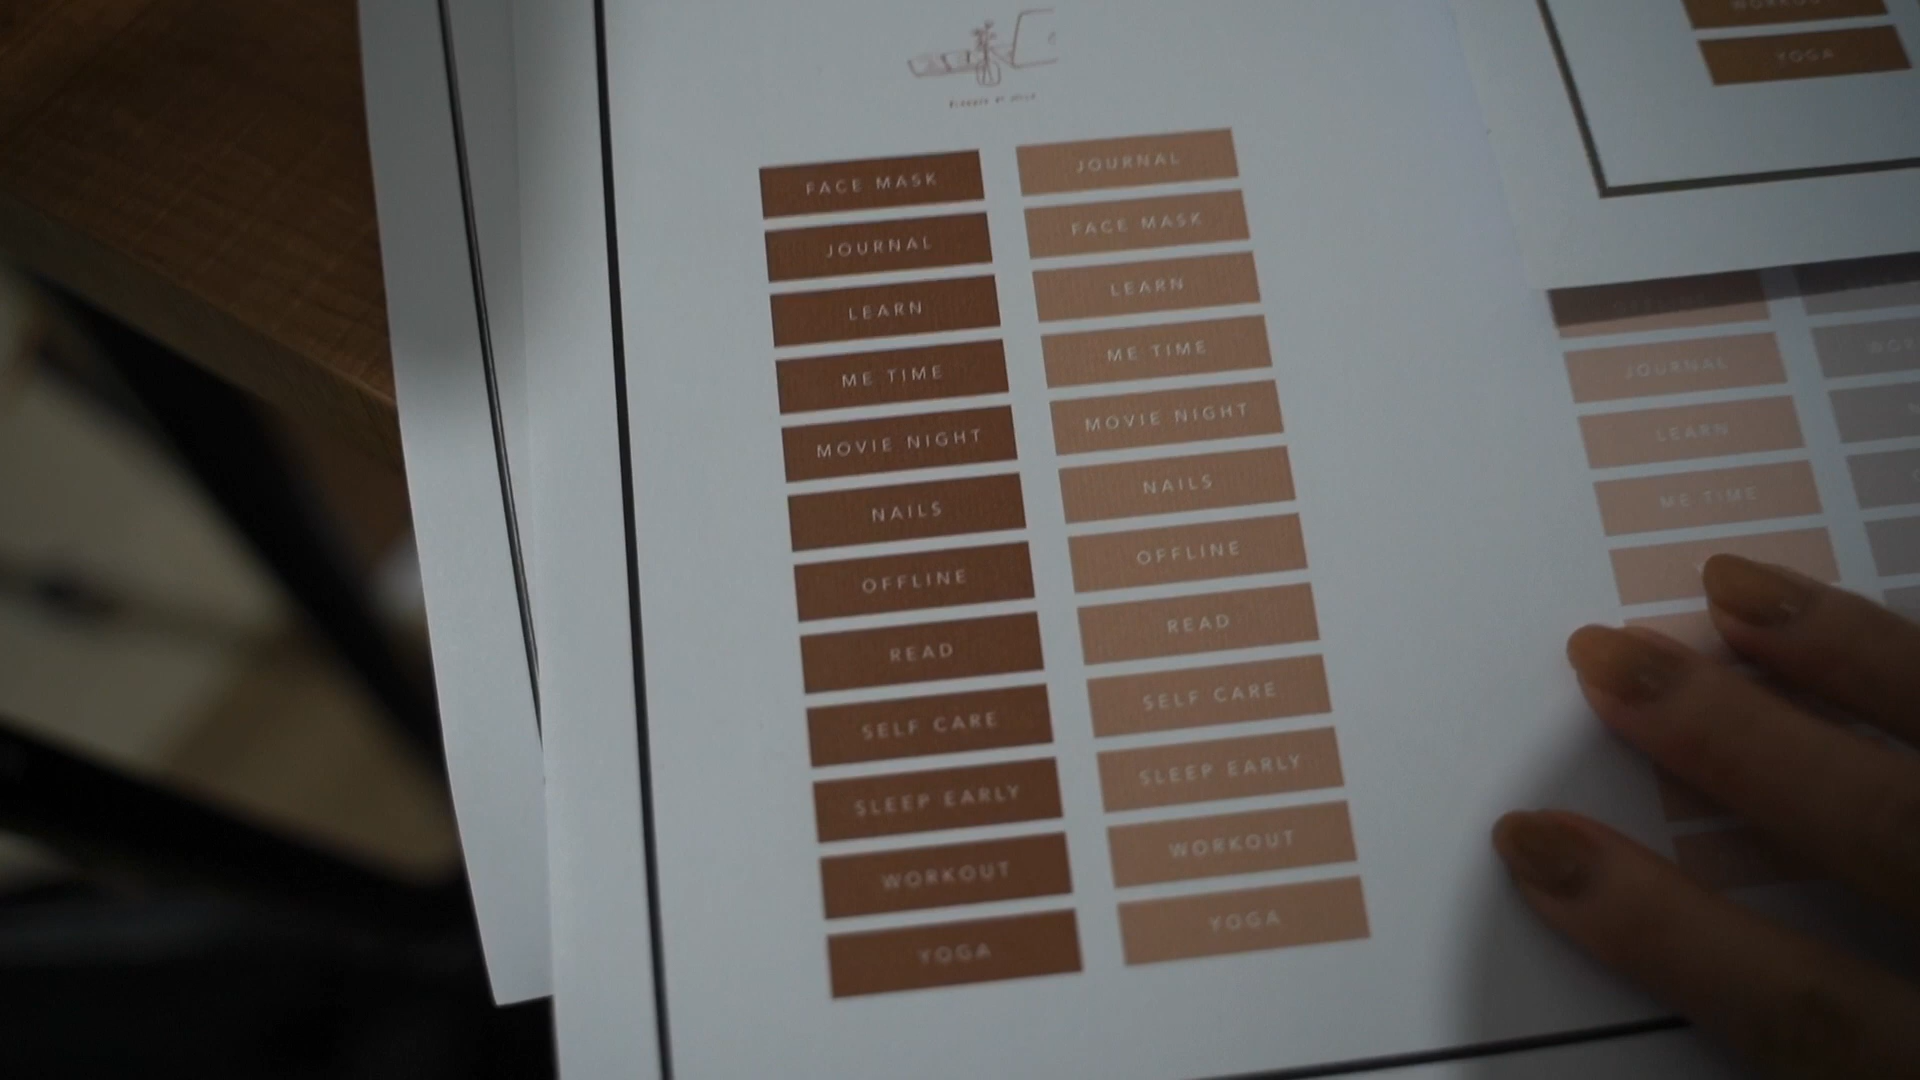 FACE MASK
JOURNAL
LEARN
ME TIME
MOVIE NIGHT
NAILS
OFFLINE
READ
SELF CARE
SLEEP EARLY
WORKOUT
YOGA
JOURNAL
FACE MASK
LEARN
ME TIME
MOVIE NIGHT
NAILS
OFFLINE
READ
SELF CARE
SLEEP EARLY
WORKOUT
YOGA
WORKOUT
YOGA
OFFLINE
JOURNAL
LEARN
ME TIME